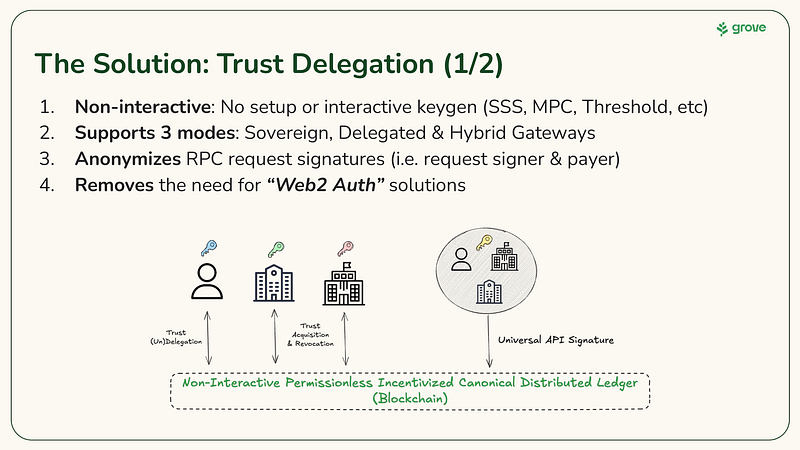 grove
The Solution: Trust Delegation (1/2)
1. Non-interactive: No setup or interactive keygen (SSS, MPC, Threshold, etc)
2. Supports 3 modes: Sovereign, Delegated & Hybrid Gateways
3. Anonymizes RPC request signatures (i.e. request signer & payer)
4. Removes the need for “Web2 Auth” solutions
Trust
(Un)Delegation
Trust
Acquisition
& Revocation
Universal API Signature
Non-Interactive Permissionless Incentivized Canonical Distributed Ledger
(Blockchain)